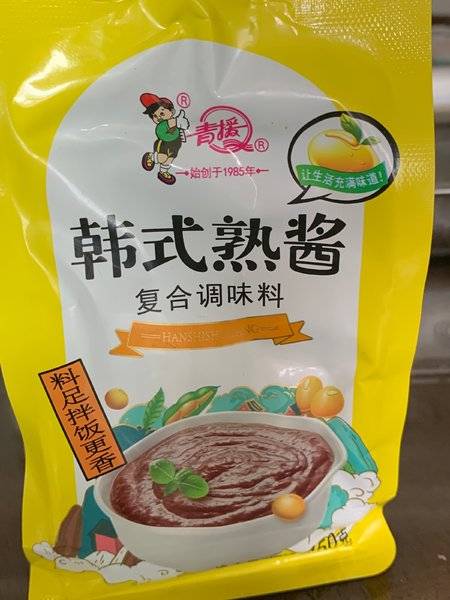 ®
青援
®
始创于1985年
让生活充满味道!
韩式熟酱
复合调味料
料足拌饭更香